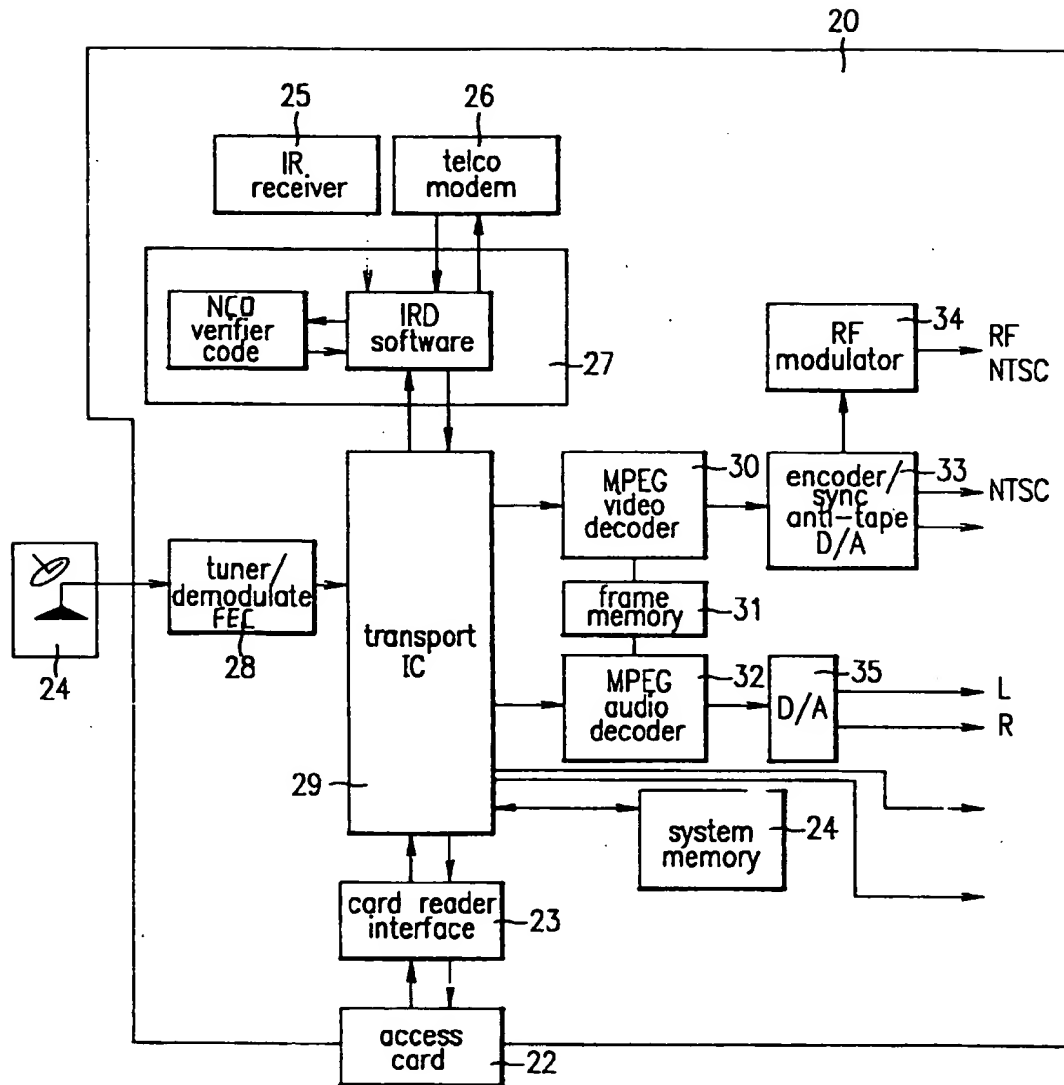 20
25
26
IR
receiver
telco
modem
NCO
verifier
code
IRD
software
27
RF
modulator
34
RF
NTSC
MPEG
video
decoder
30
encoder/
sync
anti-tape
D/A
33
NTSC
24
tuner/
demodulate
FEC
28
transport
IC
29
frame
memory
31
MPEG
audio
decoder
32
D/A
35
L
R
system
memory
24
card reader
interface
23
access
card
22